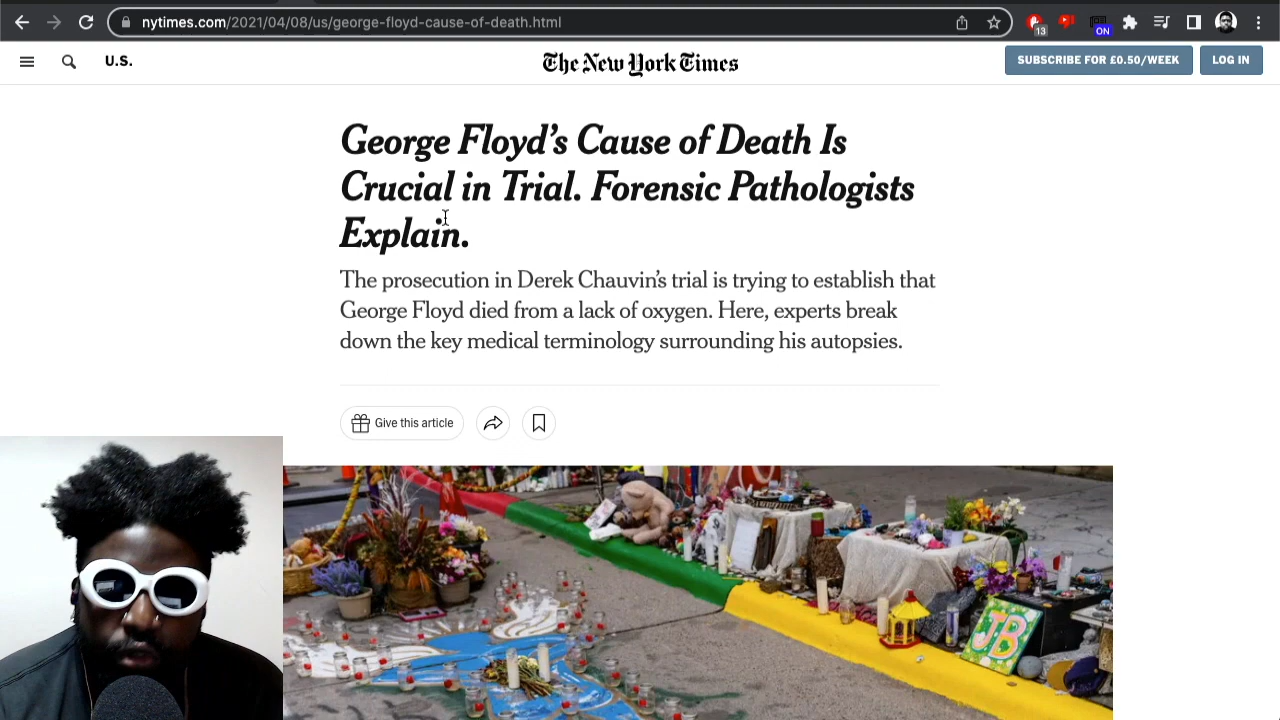 nytimes.com/2021/04/08/us/george-floyd-cause-of-death.html
13
ON
U.S.
The New York Times
SUBSCRIBE FOR £0.50/WEEK
LOG IN
George Floyd's Cause of Death Is
Crucial in Trial. Forensic Pathologists
Explain.
The prosecution in Derek Chauvin's trial is trying to establish that
George Floyd died from a lack of oxygen. Here, experts break
down the key medical terminology surrounding his autopsies.
Give this article
JB